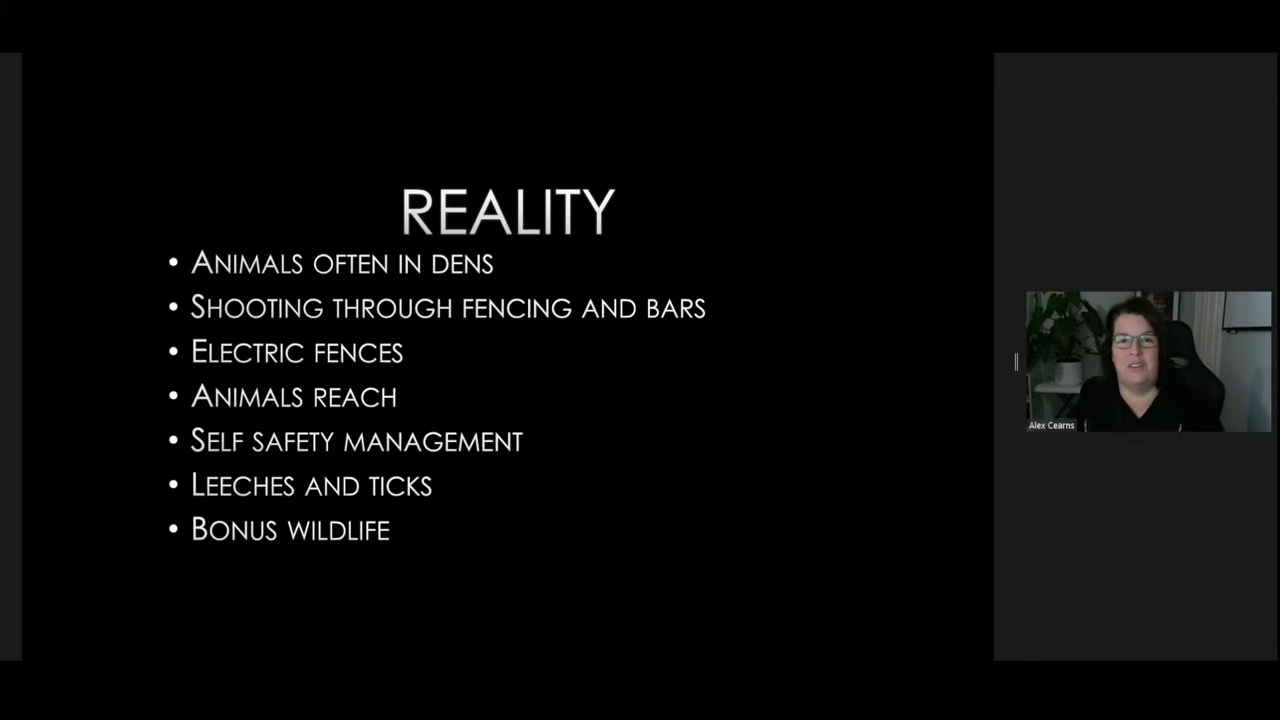 REALITY
• ANIMALS OFTEN IN DENS
• SHOOTING THROUGH FENCING AND BARS
• ELECTRIC FENCES
• ANIMALS REACH
• SELF SAFETY MANAGEMENT
• LEECHES AND TICKS
• BONUS WILDLIFE
Alex Cearns